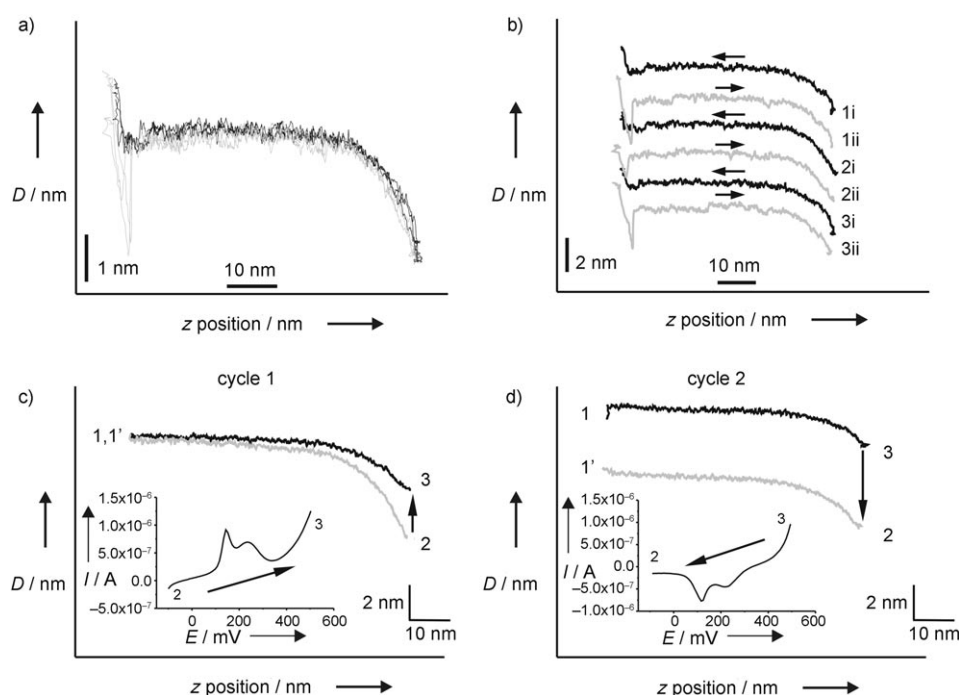 a)
D / nm
1 nm
10 nm
z position / nm
b)
1i
1ii
2i
2ii
3i
3ii
D / nm
2 nm
10 nm
z position / nm
c)
cycle 1
1,1’
3
2
1.5x10⁻⁶
1.0x10⁻⁶
5.0x10⁻⁷
0.0
−5.0x10⁻⁷
I / A
2
3
0 200 400 600
E / mV
D / nm
2 nm
10 nm
z position / nm
d)
cycle 2
1
3
1’
2
1.5x10⁻⁶
1.0x10⁻⁶
5.0x10⁻⁷
0.0
−5.0x10⁻⁷
−1.0x10⁻⁶
I / A
2
3
0 200 400 600
E / mV
D / nm
2 nm
10 nm
z position / nm